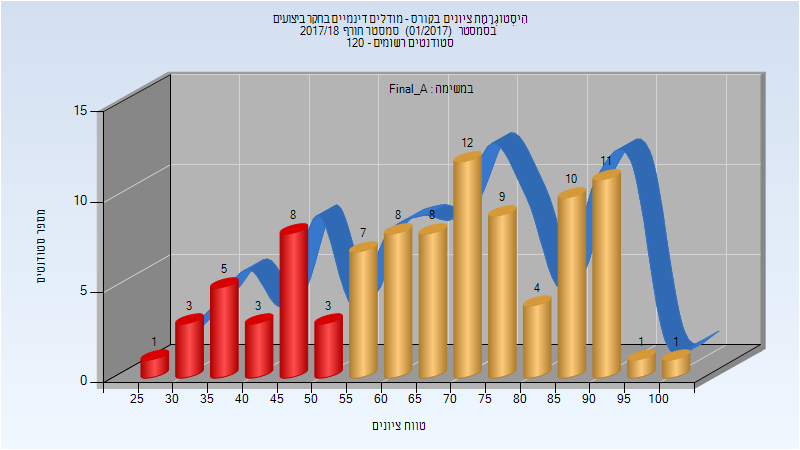 היסטוגרמת ציונים בקורס - מודלים דינמיים בחקר ביצועים
בסמסטר (01/2017) סמסטר חורף 2017/18
סטודנטים רשומים - 120
במשימה : Final_A
מספר סטודנטים
15
10
5
0
1
3
5
3
8
3
7
8
8
12
9
4
10
11
1
1
25 30 35 40 45 50 55 60 65 70 75 80 85 90 95 100
טווח ציונים